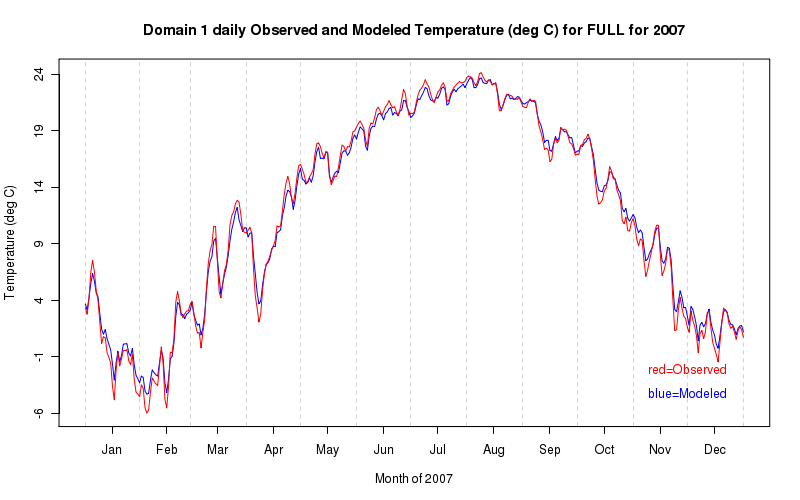 Domain 1 daily Observed and Modeled Temperature (deg C) for FULL for 2007
Temperature (deg C)
24
19
14
9
4
-1
-6
red=Observed
blue=Modeled
Jan Feb Mar Apr May Jun Jul Aug Sep Oct Nov Dec
Month of 2007